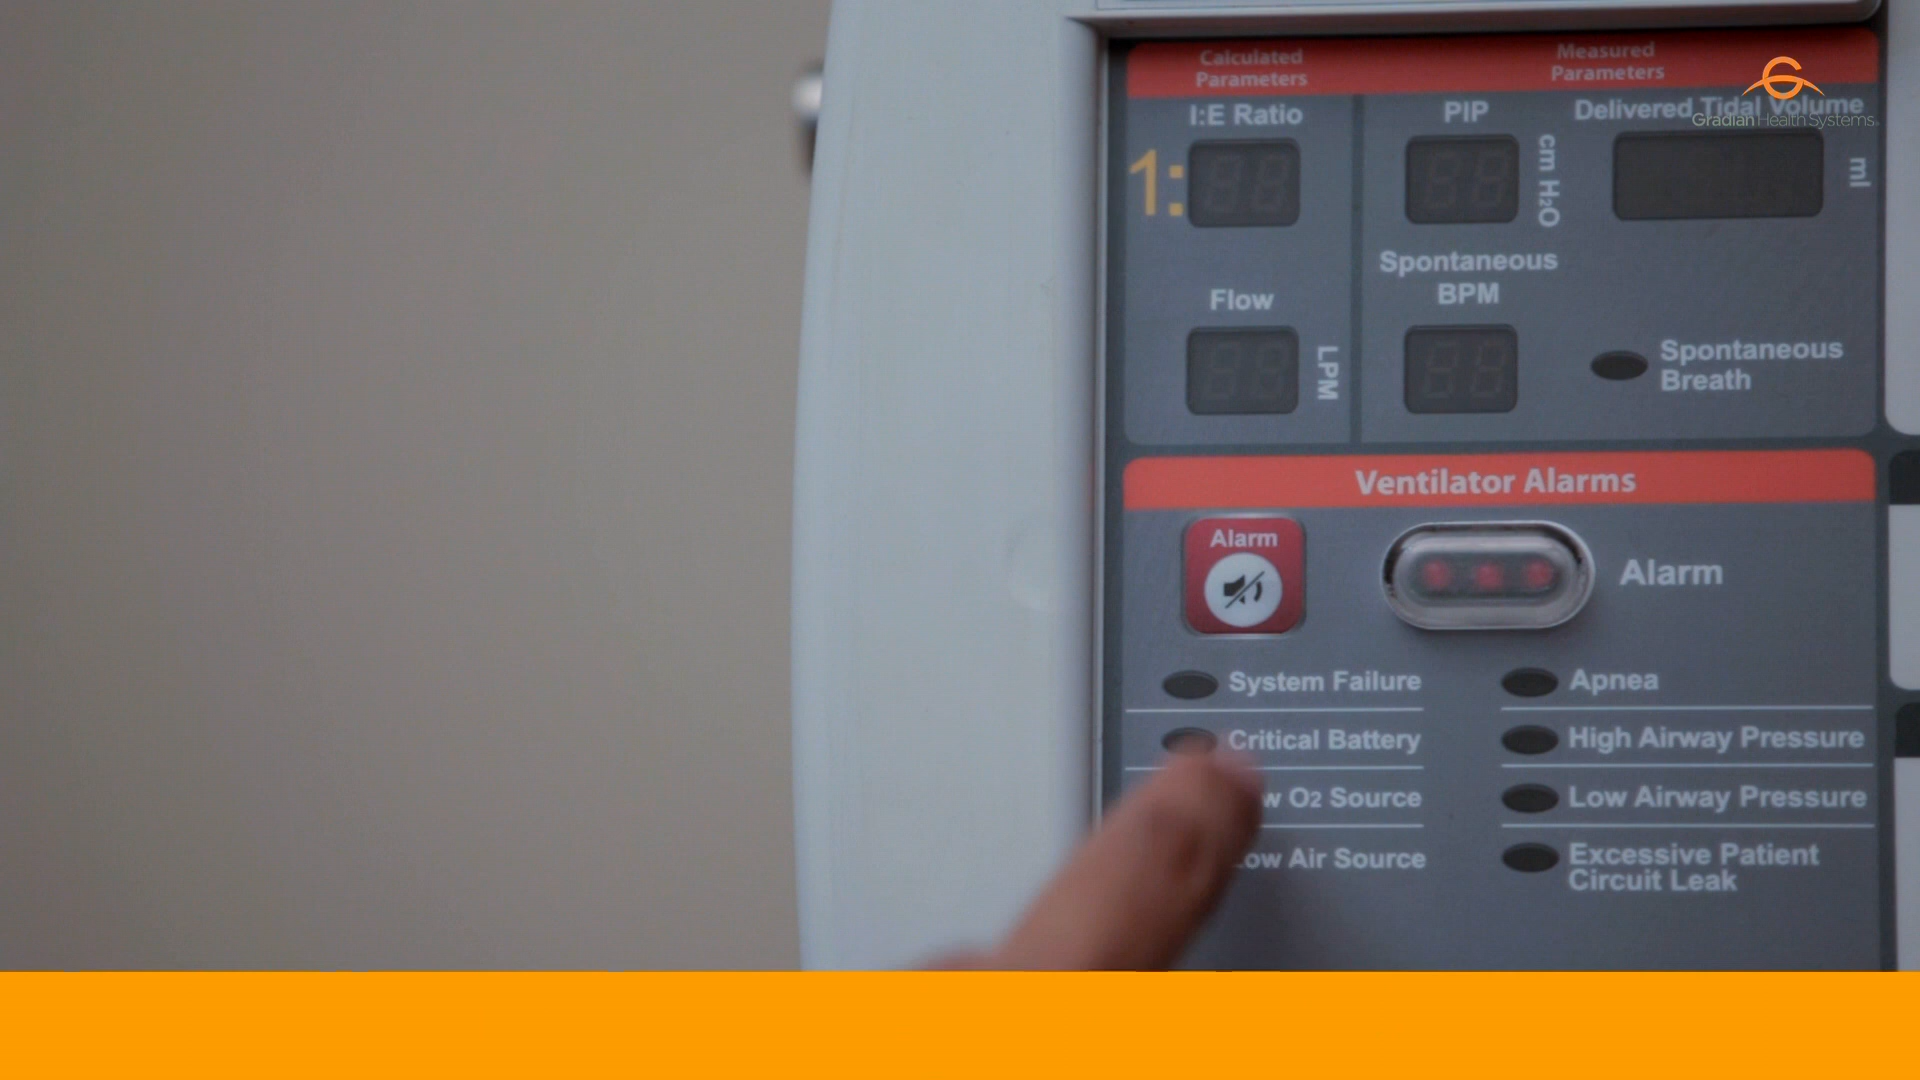 Calculated
Parameters
Measured
Parameters
I:E Ratio
PIP
Delivered Tidal Volume
Gradian Health Systems
1:
cm H2O
ml
Spontaneous
BPM
Flow
LPM
Spontaneous
Breath
Ventilator Alarms
Alarm
Alarm
System Failure
Apnea
Critical Battery
High Airway Pressure
O2 Source
Low Airway Pressure
Air Source
Excessive Patient
Circuit Leak